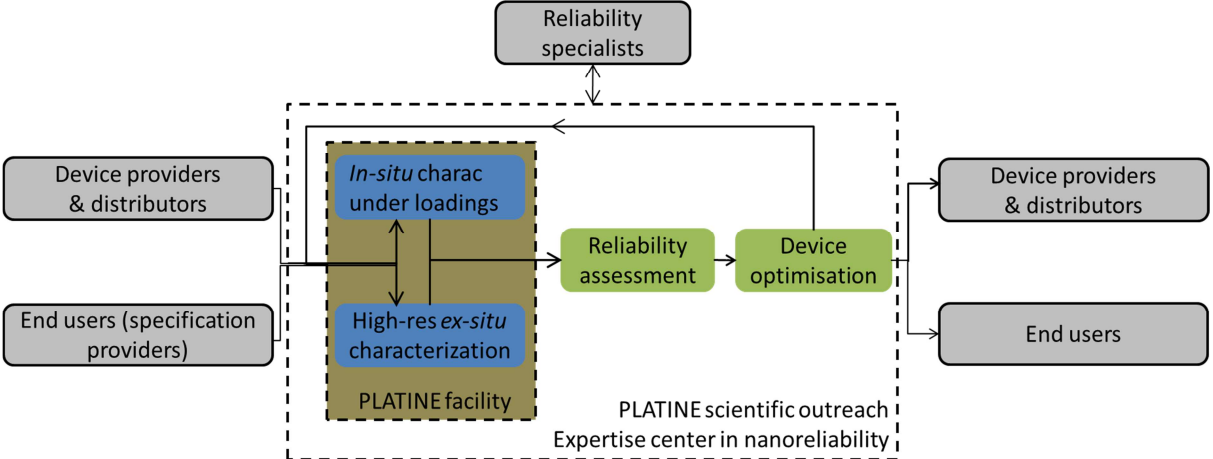 Reliability
specialists
Device providers
& distributors
In-situ charac
under loadings
Device providers
& distributors
Reliability
assessment
Device
optimisation
End users (specification
providers)
High-res ex-situ
characterization
End users
PLATINE facility
PLATINE scientific outreach
Expertise center in nanoreliability